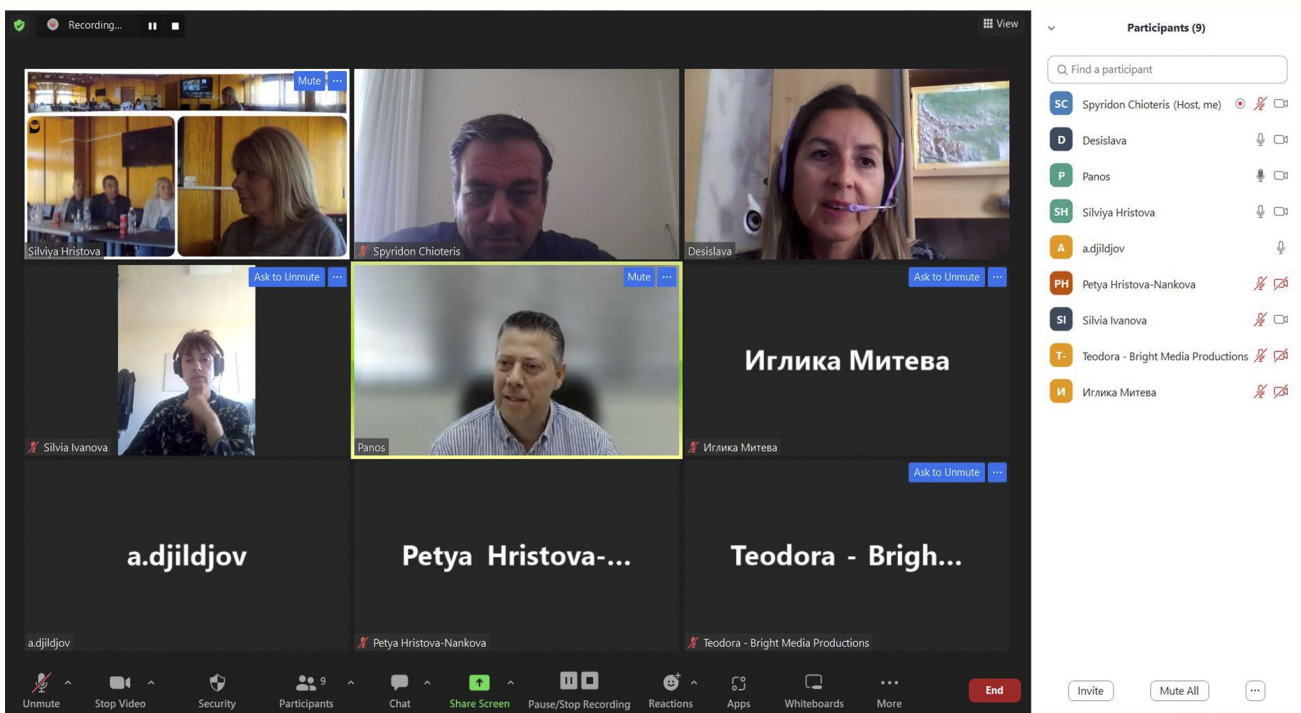 Recording...
View
Mute
Silviya Hristova
Spyridon Chioteris
Desislava
Ask to Unmute
Mute
Ask to Unmute
Иглика Митева
Silvia Ivanova
Panos
Иглика Митева
Ask to Unmute
a.djildjov
Petya Hristova-...
Teodora - Brigh...
a.djildjov
Petya Hristova-Nankova
Teodora - Bright Media Productions
9
Unmute
Stop Video
Security
Participants
Chat
Share Screen
Pause/Stop Recording
Reactions
Apps
Whiteboards
More
End
Participants (9)
Find a participant
SC Spyridon Chioteris (Host, me)
D Desislava
P Panos
SH Silviya Hristova
A a.djildjov
PH Petya Hristova-Nankova
SI Silvia Ivanova
T- Teodora - Bright Media Productions
И Иглика Митева
Invite
Mute All